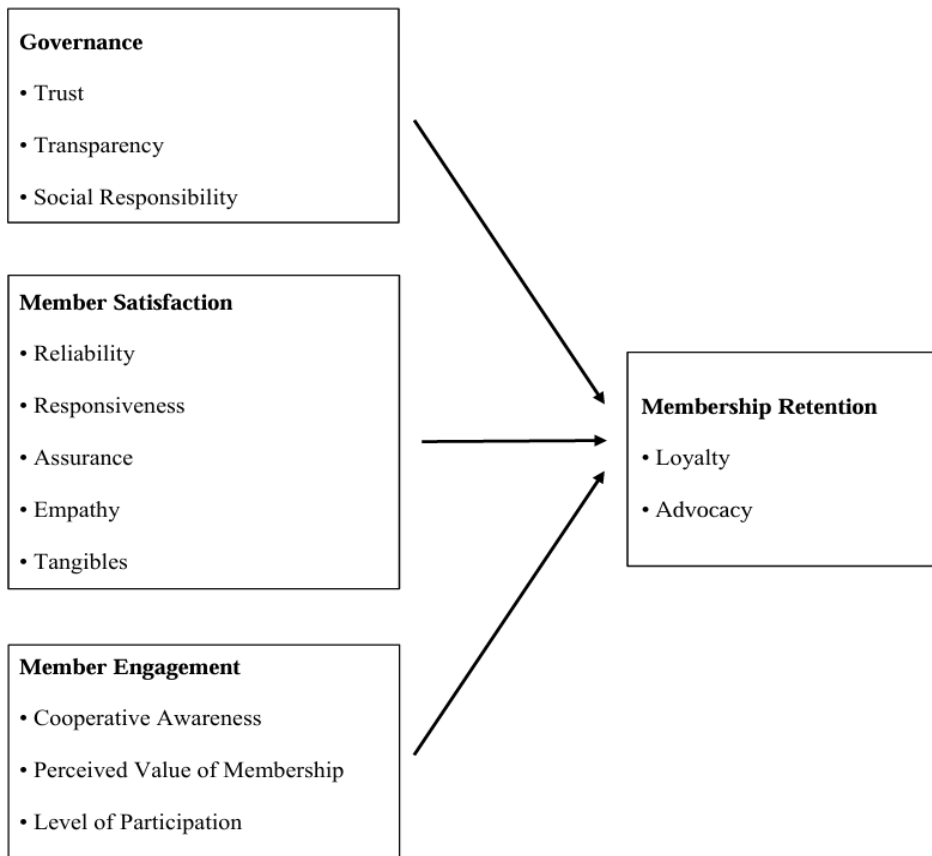 Governance
• Trust
• Transparency
• Social Responsibility
Member Satisfaction
• Reliability
• Responsiveness
• Assurance
• Empathy
• Tangibles
Member Engagement
• Cooperative Awareness
• Perceived Value of Membership
• Level of Participation
Membership Retention
• Loyalty
• Advocacy